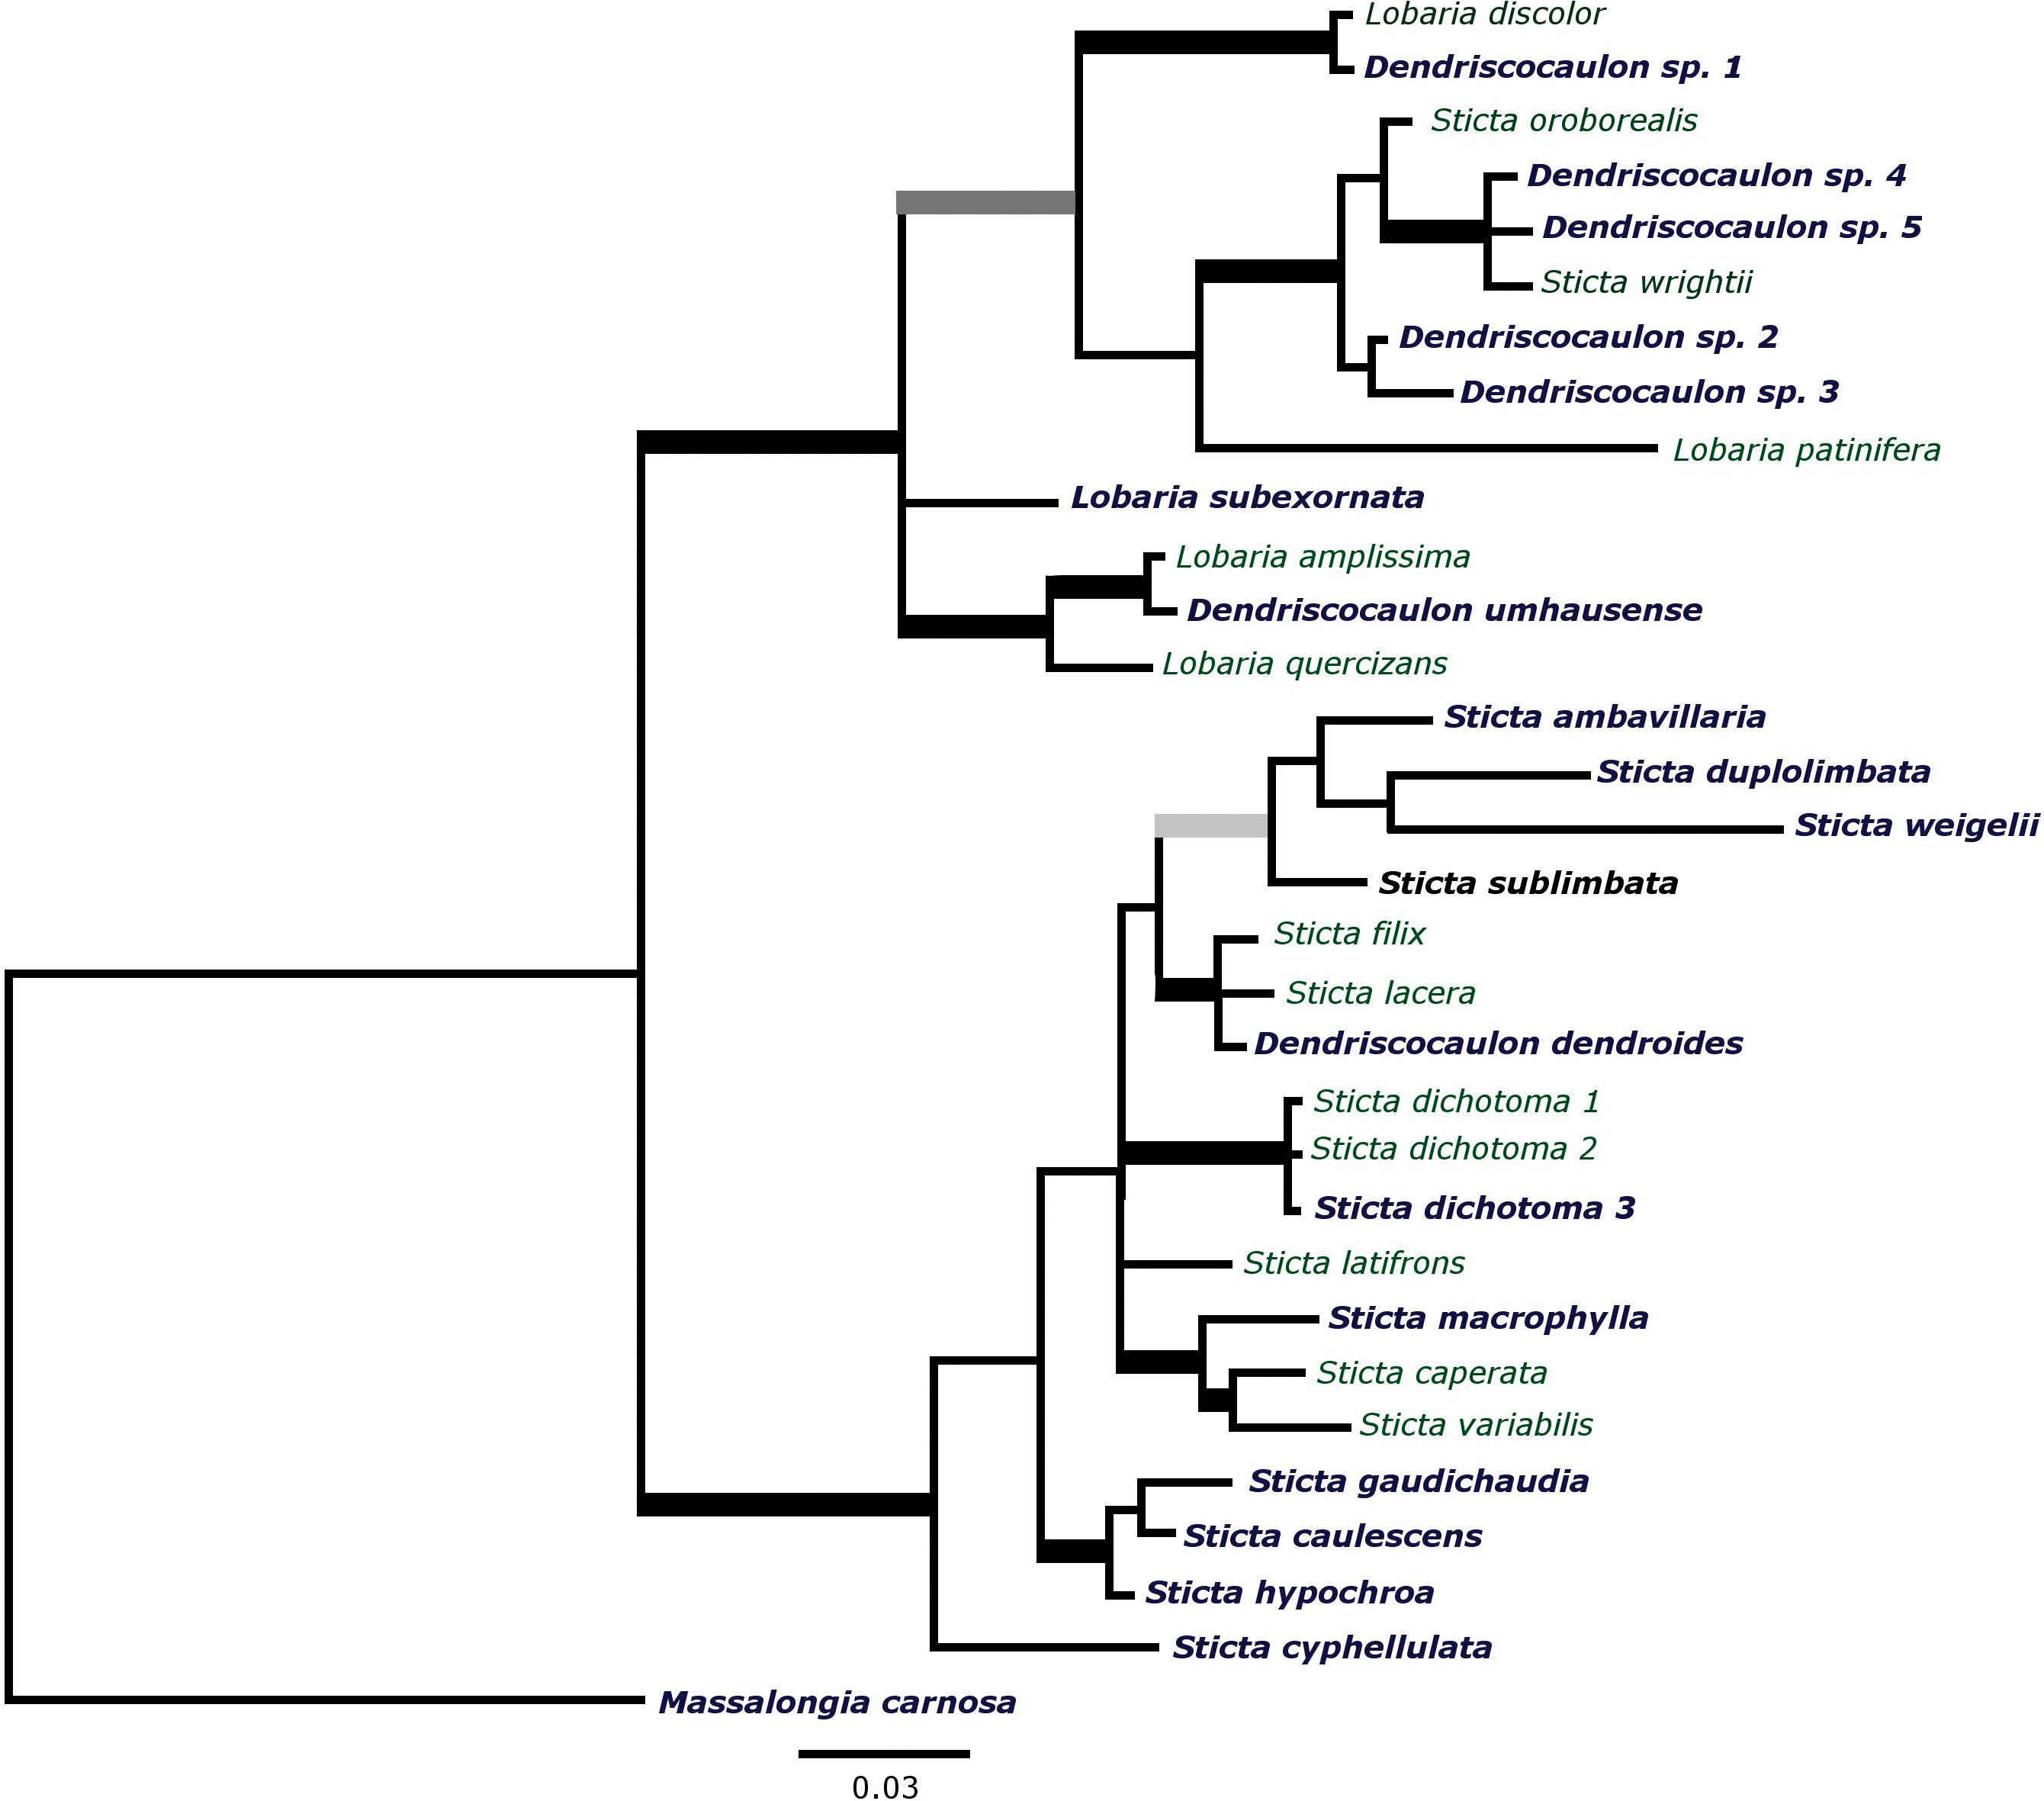 Lobaria discolor
Dendriscocaulon sp. 1
Sticta oroborealis
Dendriscocaulon sp. 4
Dendriscocaulon sp. 5
Sticta wrightii
Dendriscocaulon sp. 2
Dendriscocaulon sp. 3
Lobaria patinifera
Lobaria subexornata
Lobaria amplissima
Dendriscocaulon umhausense
Lobaria quercizans
Sticta ambavillaria
Sticta duplolimbata
Sticta weigelii
Sticta sublimbata
Sticta filix
Sticta lacera
Dendriscocaulon dendroides
Sticta dichotoma 1
Sticta dichotoma 2
Sticta dichotoma 3
Sticta latifrons
Sticta macrophylla
Sticta caperata
Sticta variabilis
Sticta gaudichaudia
Sticta caulescens
Sticta hypochroa
Sticta cyphellulata
Massalongia carnosa
0.03